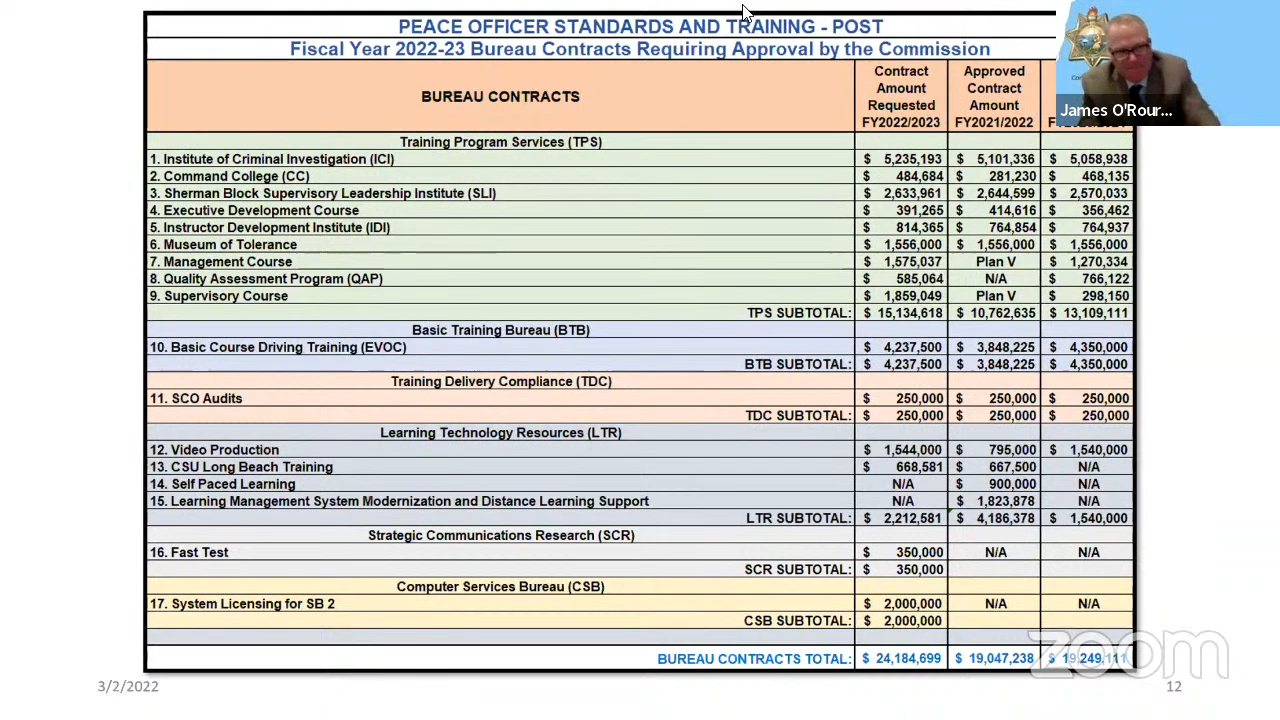 PEACE OFFICER STANDARDS AND TRAINING - POST
Fiscal Year 2022-23 Bureau Contracts Requiring Approval by the Commission
BUREAU CONTRACTS
Contract Amount Requested FY2022/2023
Approved Contract Amount FY2021/2022
James O'Rour...
Training Program Services (TPS)
1. Institute of Criminal Investigation (ICI) $ 5,235,193 $ 5,101,336 $ 5,058,938
2. Command College (CC) $ 484,684 $ 281,230 $ 468,135
3. Sherman Block Supervisory Leadership Institute (SLI) $ 2,633,961 $ 2,644,599 $ 2,570,033
4. Executive Development Course $ 391,265 $ 414,616 $ 356,462
5. Instructor Development Institute (IDI) $ 814,365 $ 764,854 $ 764,937
6. Museum of Tolerance $ 1,556,000 $ 1,556,000 $ 1,556,000
7. Management Course $ 1,575,037 Plan V $ 1,270,334
8. Quality Assessment Program (QAP) $ 585,064 N/A $ 766,122
9. Supervisory Course $ 1,859,049 Plan V $ 298,150
TPS SUBTOTAL: $ 15,134,618 $ 10,762,635 $ 13,109,111
Basic Training Bureau (BTB)
10. Basic Course Driving Training (EVOC) $ 4,237,500 $ 3,848,225 $ 4,350,000
BTB SUBTOTAL: $ 4,237,500 $ 3,848,225 $ 4,350,000
Training Delivery Compliance (TDC)
11. SCO Audits $ 250,000 $ 250,000 $ 250,000
TDC SUBTOTAL: $ 250,000 $ 250,000 $ 250,000
Learning Technology Resources (LTR)
12. Video Production $ 1,544,000 $ 795,000 $ 1,540,000
13. CSU Long Beach Training $ 668,581 $ 667,500 N/A
14. Self Paced Learning N/A $ 900,000 N/A
15. Learning Management System Modernization and Distance Learning Support N/A $ 1,823,878 N/A
LTR SUBTOTAL: $ 2,212,581 $ 4,186,378 $ 1,540,000
Strategic Communications Research (SCR)
16. Fast Test $ 350,000 N/A N/A
SCR SUBTOTAL: $ 350,000
Computer Services Bureau (CSB)
17. System Licensing for SB 2 $ 2,000,000 N/A N/A
CSB SUBTOTAL: $ 2,000,000
BUREAU CONTRACTS TOTAL: $ 24,184,699 $ 19,047,238 $ 19,249,111
zoom
3/2/2022
12